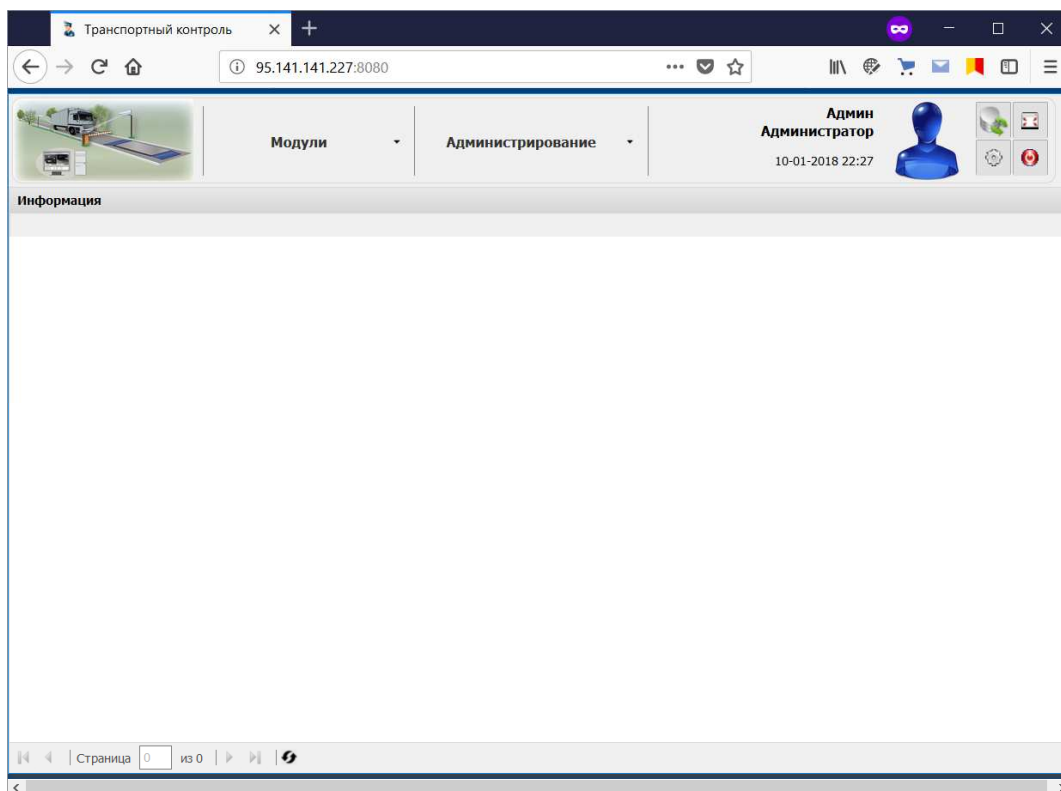 Транспортный контроль
95.141.141.227:8080
Модули
Администрирование
Админ
Администратор
10-01-2018 22:27
Информация
Страница 0 из 0